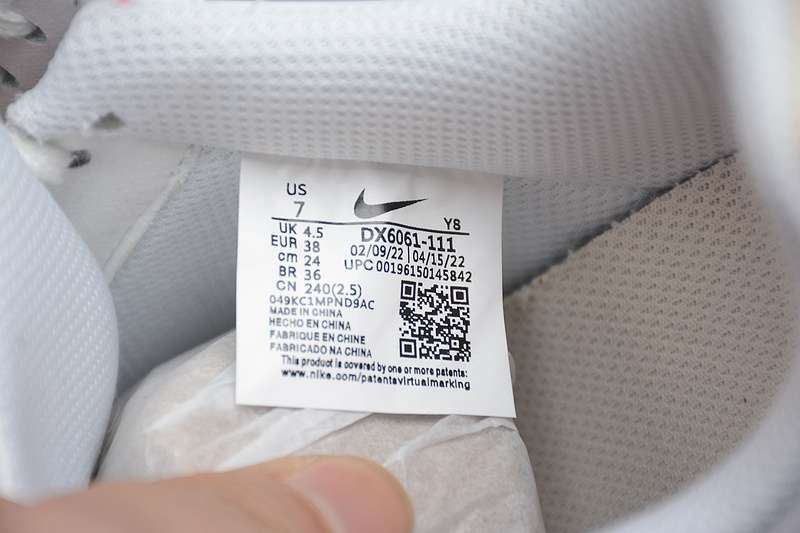 US
7
Y8
UK 4.5
EUR 38
cm 24
BR 36
CN 240(2.5)
DX6061-111
02/09/22 | 04/15/22
UPC 00196150145842
049KC1MPND9AC
MADE IN CHINA
HECHO EN CHINA
FABRIQUE EN CHINE
FABRICADO NA CHINA
This product is covered by one or more patents:
www.nike.com/patentsvirtualmarking